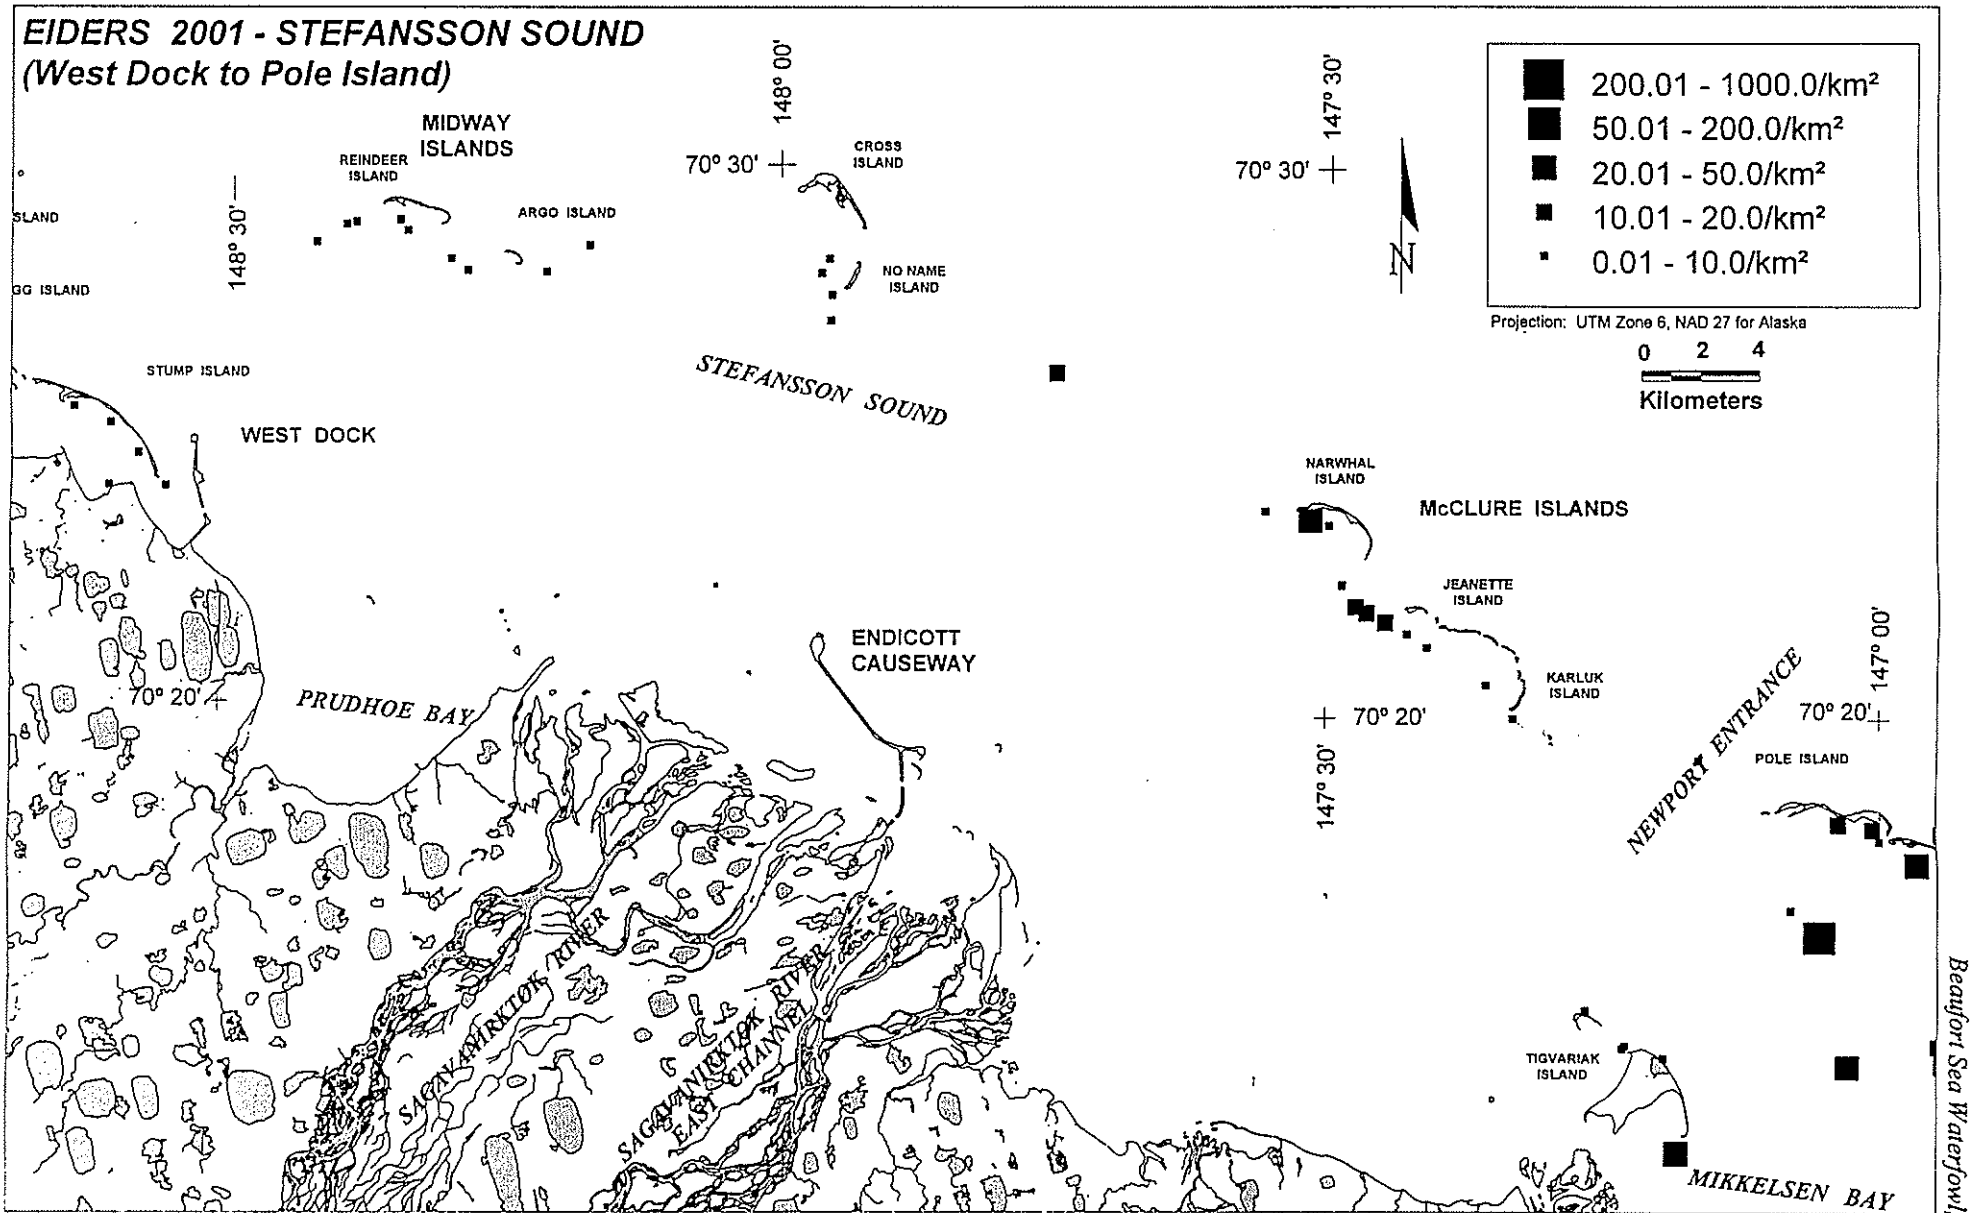 EIDERS 2001 - STEFANSSON SOUND
(West Dock to Pole Island)
148° 00'
147° 30'
200.01 - 1000.0/km²
50.01 - 200.0/km²
20.01 - 50.0/km²
10.01 - 20.0/km²
0.01 - 10.0/km²
MIDWAY
ISLANDS
REINDEER
ISLAND
70° 30'
CROSS
ISLAND
70° 30'
SLAND
148° 30'
ARGO ISLAND
N
GG ISLAND
NO NAME
ISLAND
Projection: UTM Zone 6, NAD 27 for Alaska
0 2 4
Kilometers
STUMP ISLAND
STEFANSSON SOUND
WEST DOCK
NARWHAL
ISLAND
McCLURE ISLANDS
JEANETTE
ISLAND
ENDICOTT
CAUSEWAY
147° 00'
70° 20'
PRUDHOE BAY
KARLUK
ISLAND
70° 20'
70° 20'
147° 30'
NEWPORT ENTRANCE
POLE ISLAND
SAGAVANIRKTOK RIVER
SAGAVANIRKTOK RIVER
EAST CHANNEL
TIGVARIAK
ISLAND
MIKKELSEN BAY
Beaufort Sea Waterfowl,